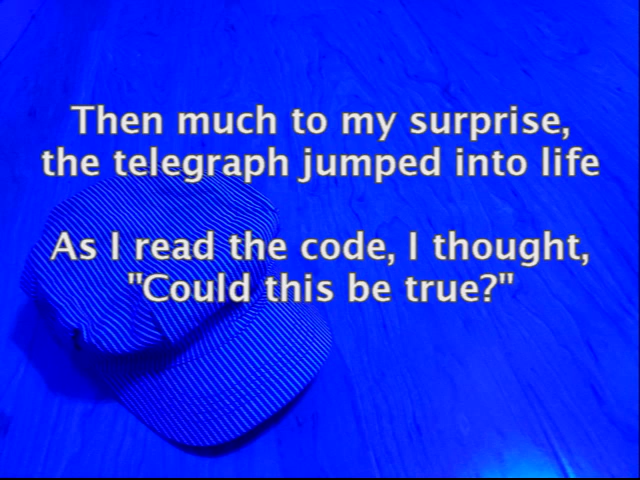 Then much to my surprise,
the telegraph jumped into life
As I read the code, I thought,
"Could this be true?"